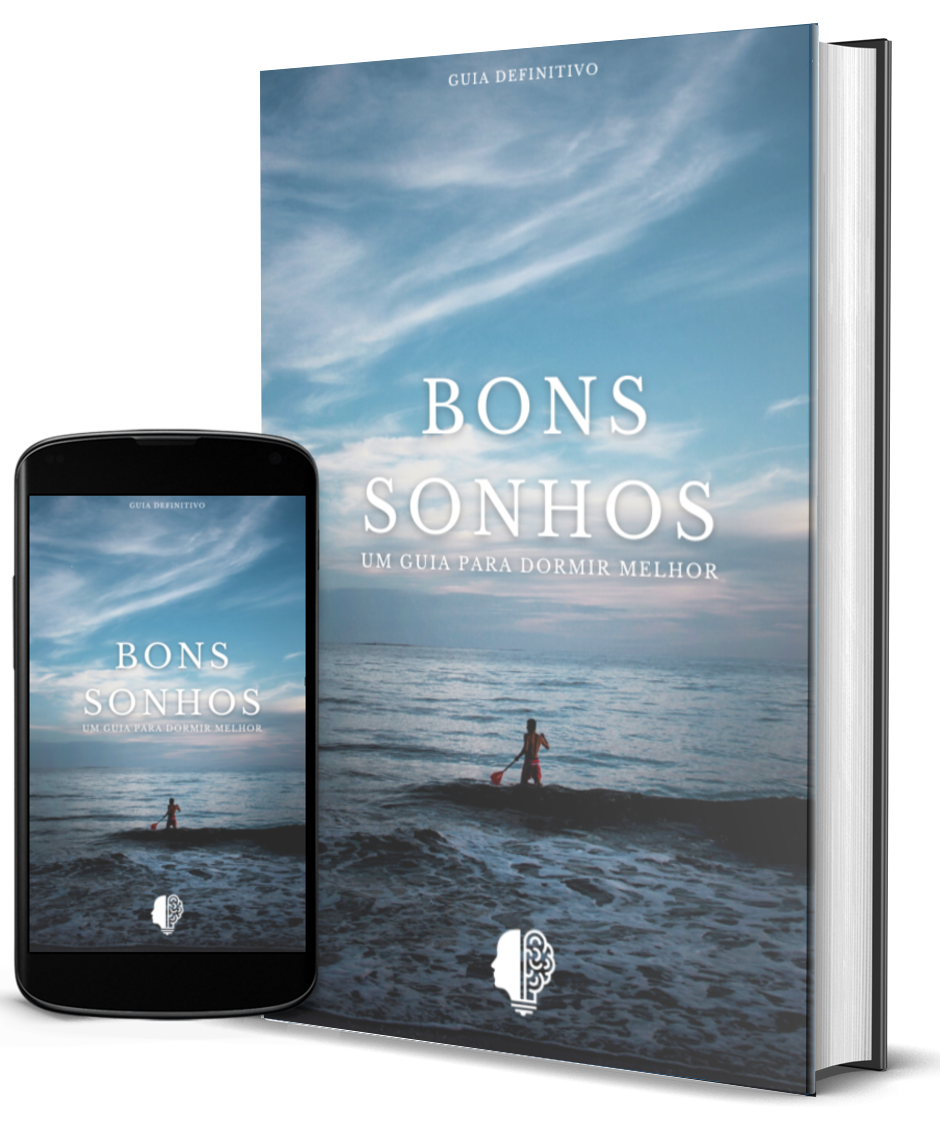 GUIA DEFINITIVO
BONS
SONHOS
UM GUIA PARA DORMIR MELHOR
GUIA DEFINITIVO
BONS
SONHOS
UM GUIA PARA DORMIR MELHOR